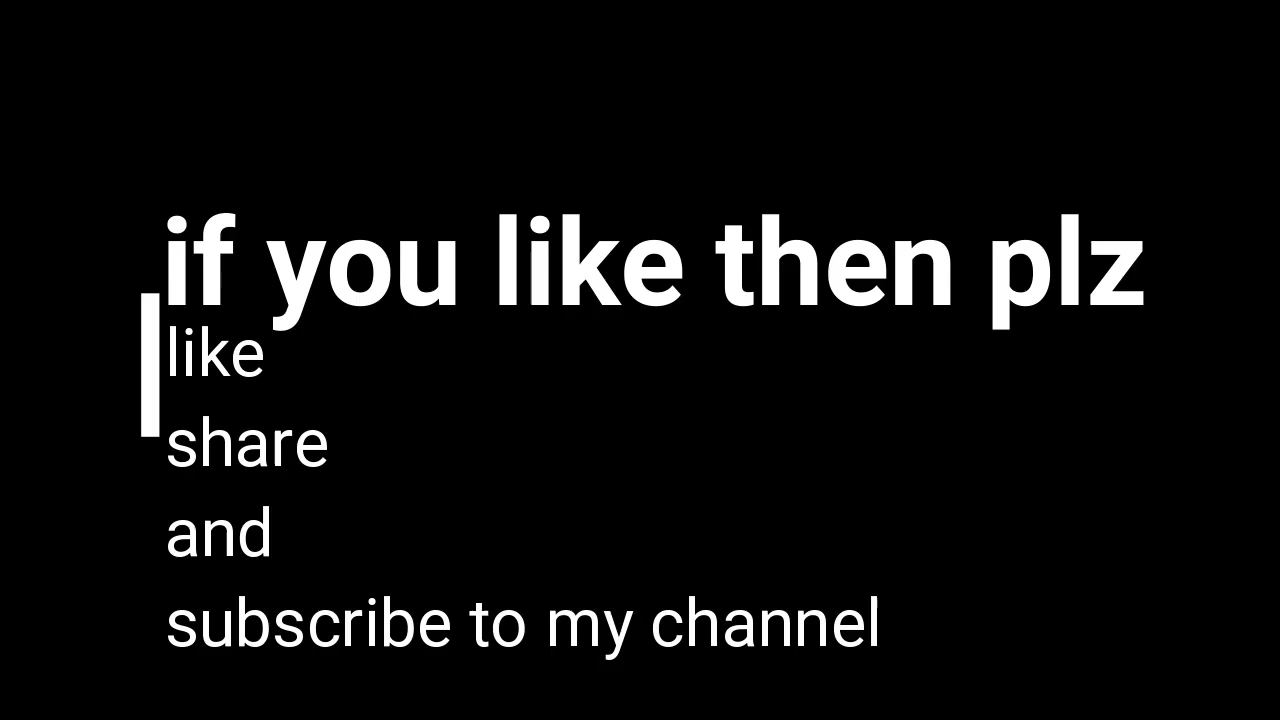 if you like then plz
like
share
and
subscribe to my channel